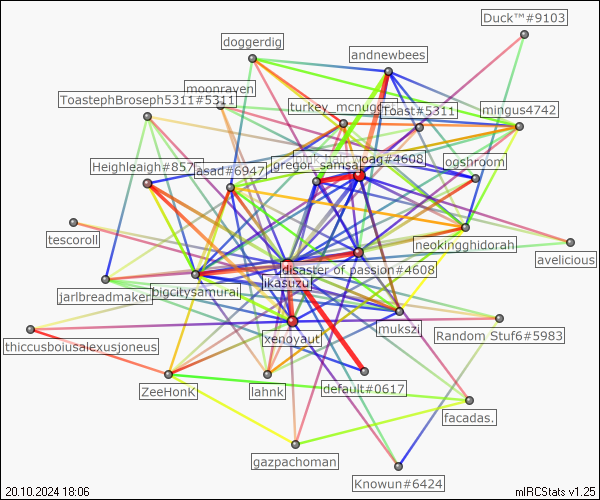 Duck™#9103
doggerdig
andnewbees
moonraven
ToastephBroseph5311#5311
turkey_mcnugget
Toast#5311
mingus4742
gregor_samsa
oag#4608
ogshroom
Heighleaigh#8575
asad#6947
tescoroll
neokingghidorah
avelicious
disaster of passion#4608
ikasuzu
jarlbreadmaker
bigcitysamurai
mukszi
Random Stuf6#5983
xenoyaut
thiccusboiusalexusjoneus
ZeeHonK
lahnk
default#0617
facadas.
gazpachoman
Knowun#6424
20.10.2024 18:06
mIRCStats v1.25